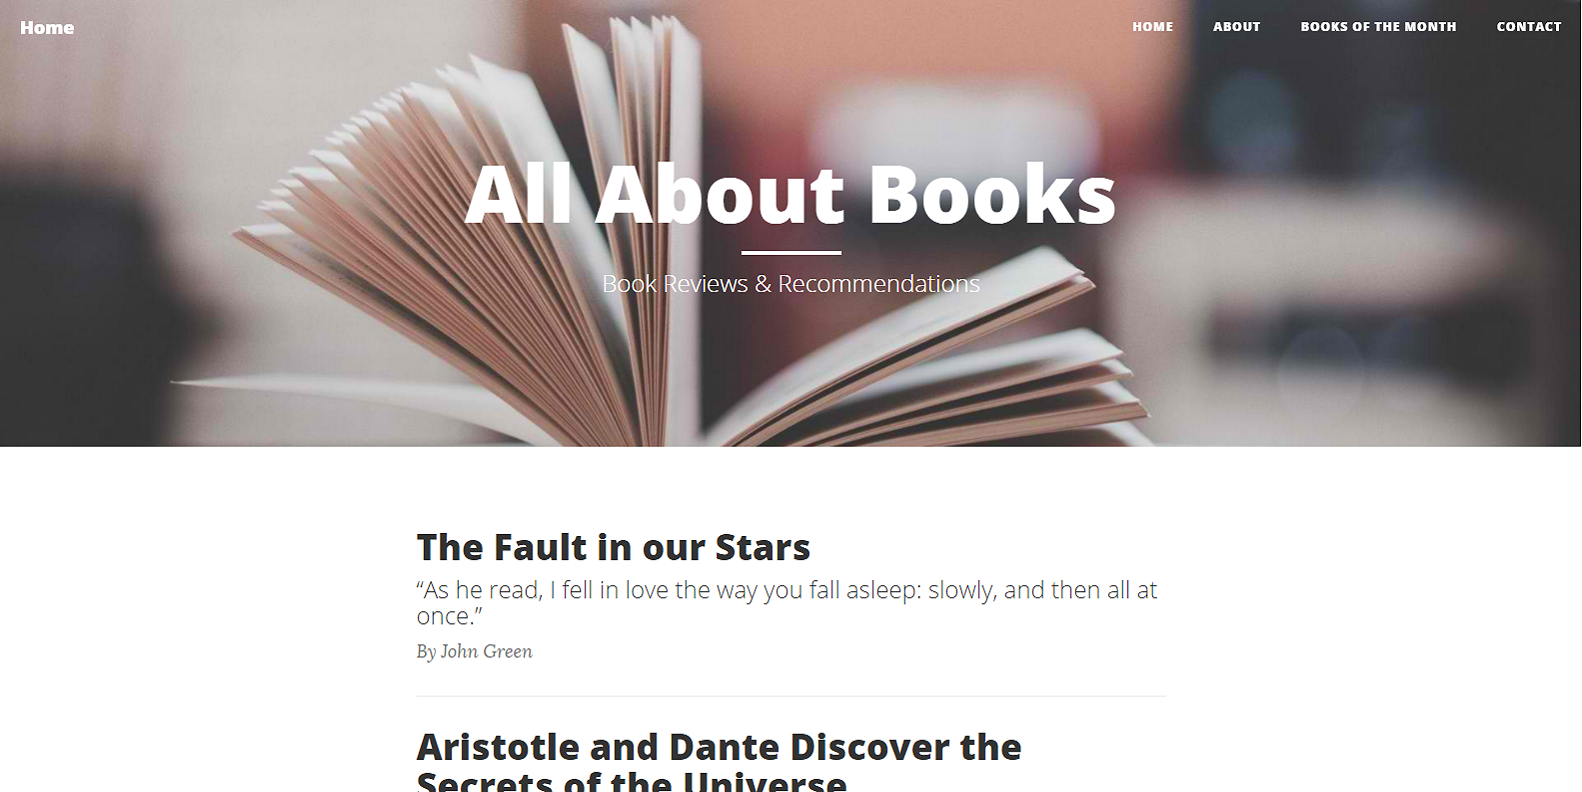 Home
HOME ABOUT BOOKS OF THE MONTH CONTACT
All About Books
Book Reviews & Recommendations
The Fault in our Stars
“As he read, I fell in love the way you fall asleep: slowly, and then all at
once.”
By John Green
Aristotle and Dante Discover the
Secrets of the Universe